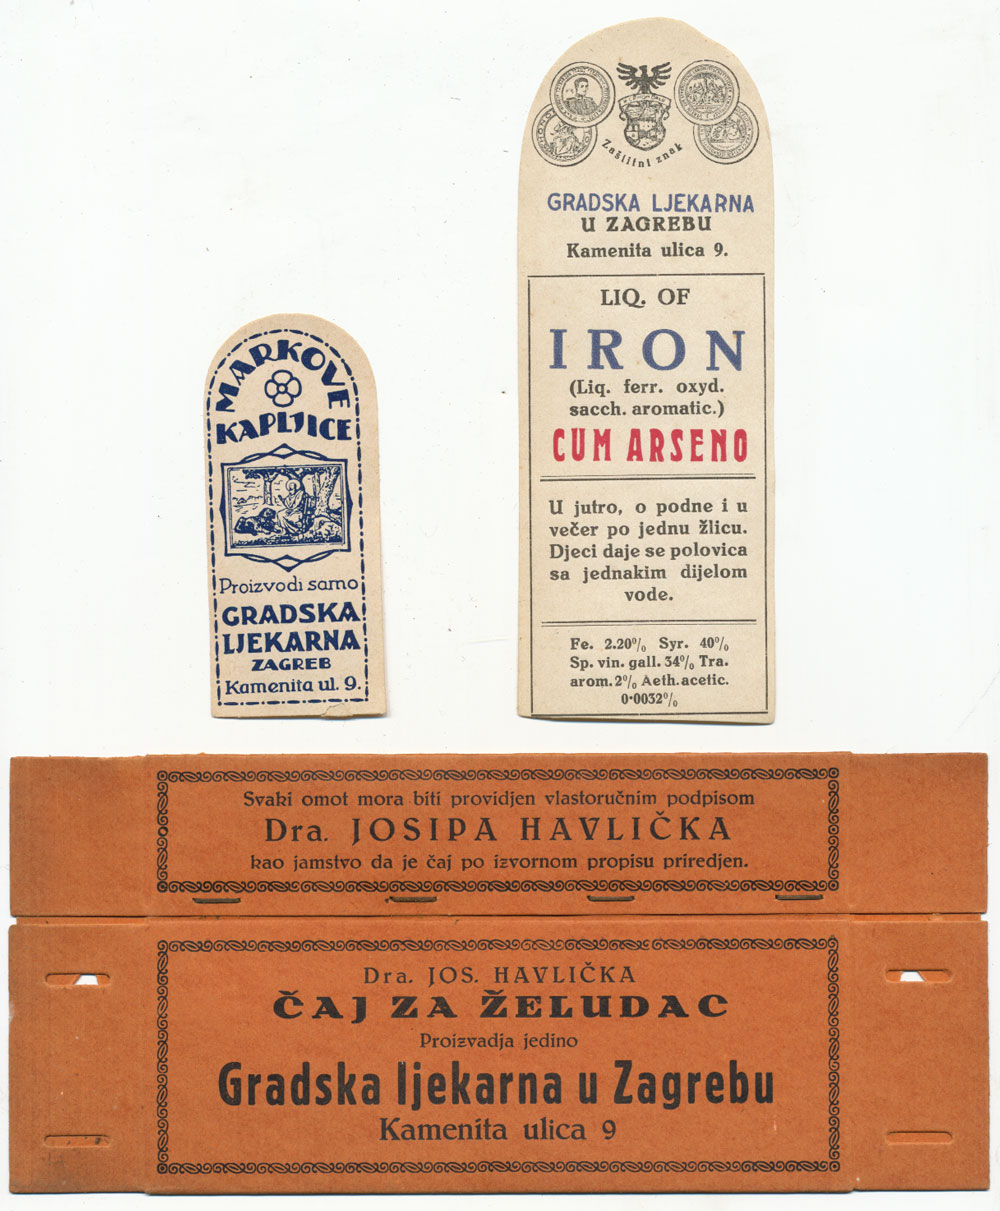 MARKOVE
KAPLJICE
Proizvodi samo
GRADSKA
LJEKARNA
ZAGREB
Kamenita ul. 9.
Zaštitni znak
GRADSKA LJEKARNA
U ZAGREBU
Kamenita ulica 9.
LIQ. OF
IRON
(Liq. ferr. oxyd.
sacch. aromatic.)
CUM ARSENO
U jutro, o podne i u
večer po jednu žlicu.
Djeci daje se polovica
sa jednakim dijelom
vode.
Fe. 2.20% Syr. 40%
Sp. vin. gall. 34% Tra.
arom. 2% Aeth. acetic.
0·0032%
Svaki omot mora biti providjen vlastoručnim podpisom
Dra. JOSIPA HAVLIČKA
kao jamstvo da je čaj po izvornom propisu priredjen.
Dra. JOS. HAVLIČKA
ČAJ ZA ŽELUDAC
Proizvadja jedino
Gradska ljekarna u Zagrebu
Kamenita ulica 9